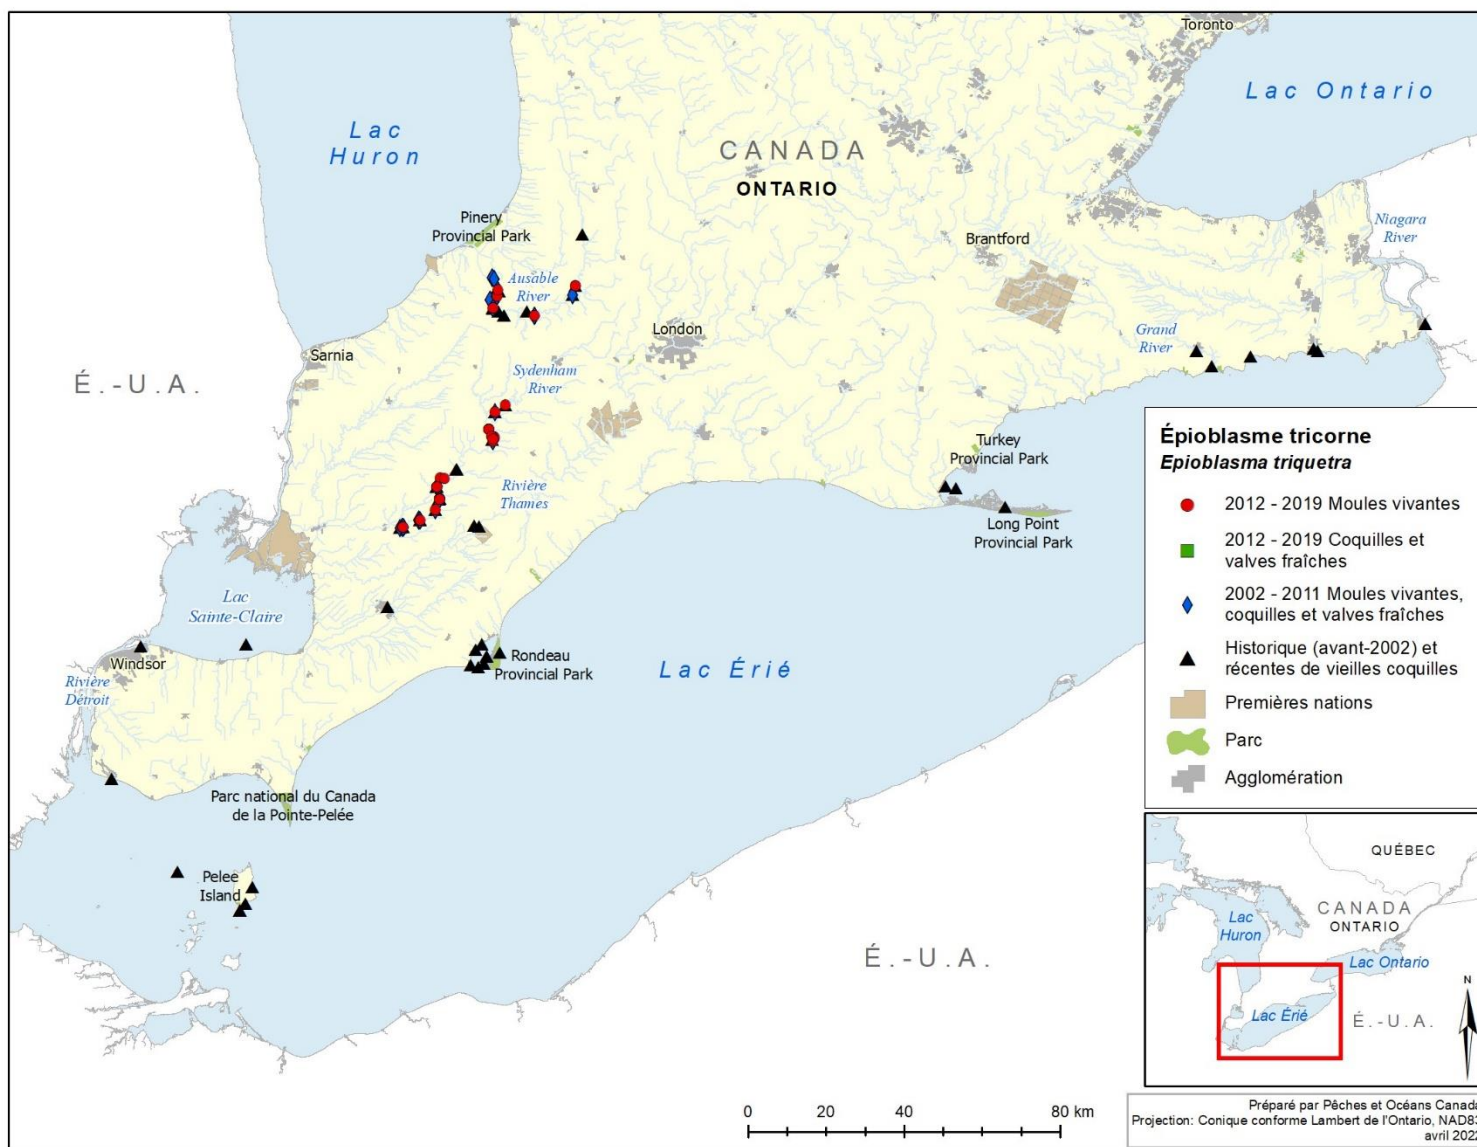 Toronto
Lac Ontario
Lac
Huron
CANADA
ONTARIO
Pinery
Provincial Park
Brantford
Niagara
River
Ausable
River
London
Grand
River
Sarnia
É.-U.A.
Sydenham
River
Turkey
Provincial Park
Rivière
Thames
Long Point
Provincial Park
Lac
Sainte-Claire
Windsor
Rivière
Détroit
Rondeau
Provincial Park
Lac Érié
Parc national du Canada
de la Pointe-Pelée
Pelee
Island
É.-U.A.
Épioblasme tricorne
Epioblasma triquetra
2012 - 2019 Moules vivantes
2012 - 2019 Coquilles et
valves fraîches
2002 - 2011 Moules vivantes,
coquilles et valves fraîches
Historique (avant-2002) et
récentes de vieilles coquilles
Premières nations
Parc
Agglomération
QUÉBEC
CANADA
ONTARIO
Lac
Huron
Lac Ontario
Lac Érié
É.-U.A.
N
0 20 40 80 km
Préparé par Pêches et Océans Canada
Projection: Conique conforme Lambert de l'Ontario,
avril